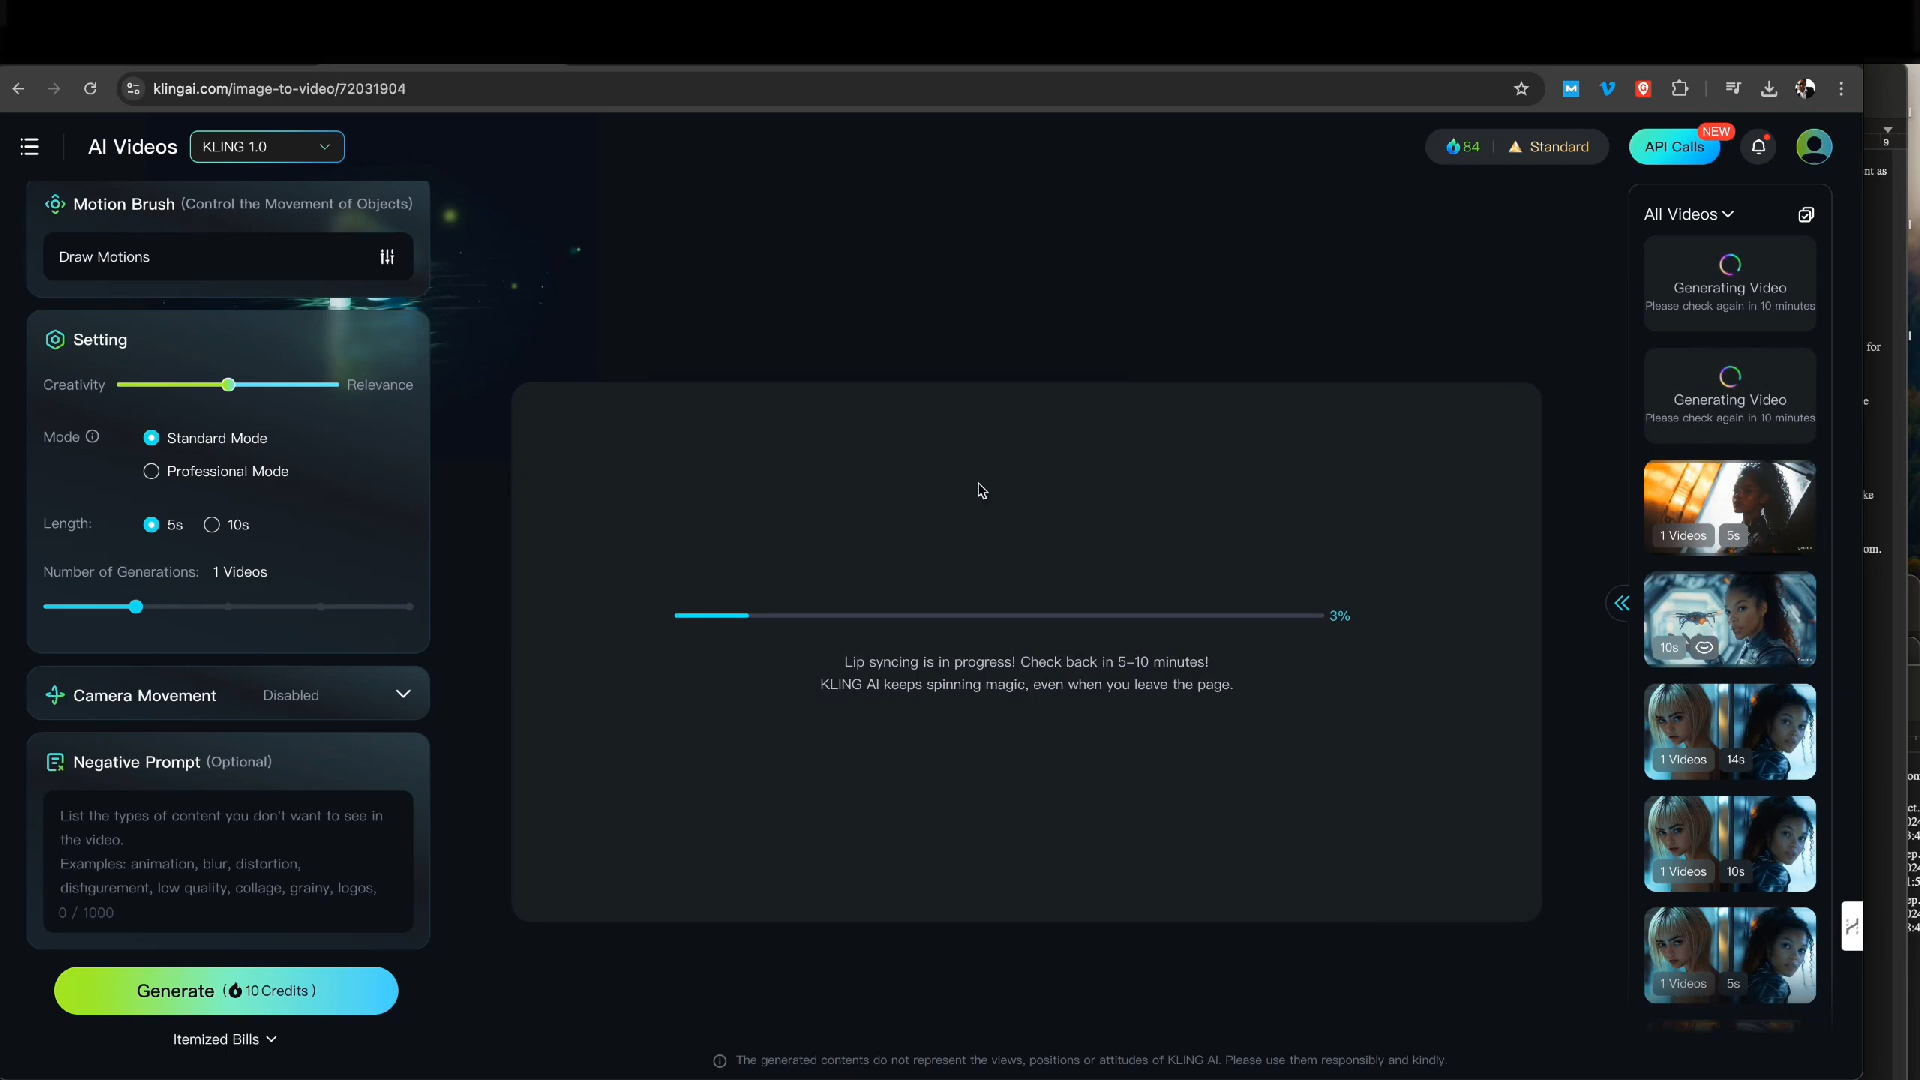 klingai.com/image-to-video/72031904
AI Videos
KLING 1.0
84
Standard
API Calls
NEW
Motion Brush (Control the Movement of Objects)
Draw Motions
Setting
Creativity
Relevance
Mode
Standard Mode
Professional Mode
Length:
5s
10s
Number of Generations: 1 Videos
Camera Movement
Disabled
Negative Prompt (Optional)
List the types of content you don't want to see in
the video.
Examples: animation, blur, distortion,
disfigurement, low quality, collage, grainy, logos,
0 / 1000
Generate ( 10 Credits )
Itemized Bills
3%
Lip syncing is in progress! Check back in 5-10 minutes!
KLING AI keeps spinning magic, even when you leave the page.
The generated contents do not represent the views, positions or attitudes of KLING AI. Please use them responsibly and kindly.
All Videos
Generating Video
Please check again in 10 minutes
Generating Video
Please check again in 10 minutes
1 Videos 5s
10s
1 Videos 14s
1 Videos 10s
1 Videos 5s
9
nt as
for
e
ke
om.